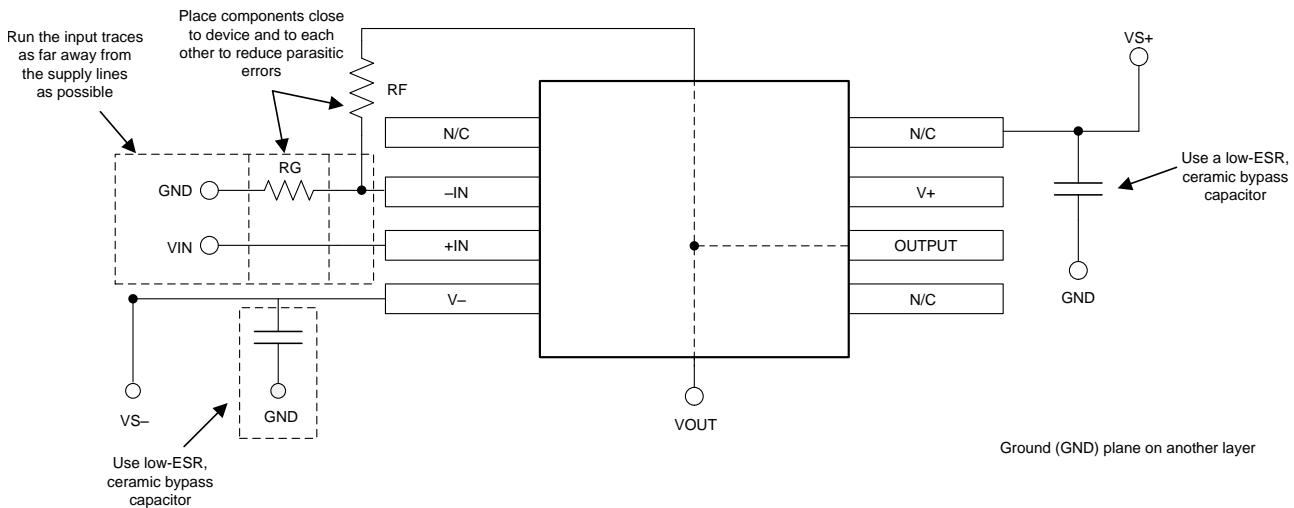 Run the input traces
as far away from
the supply lines
as possible
Place components close
to device and to each
other to reduce parasitic
errors
RF
VS+
N/C
N/C
RG
Use a low-ESR,
ceramic bypass
capacitor
GND
–IN
V+
VIN
+IN
OUTPUT
V–
N/C
GND
VS–
GND
VOUT
Ground (GND) plane on another layer
Use low-ESR,
ceramic bypass
capacitor